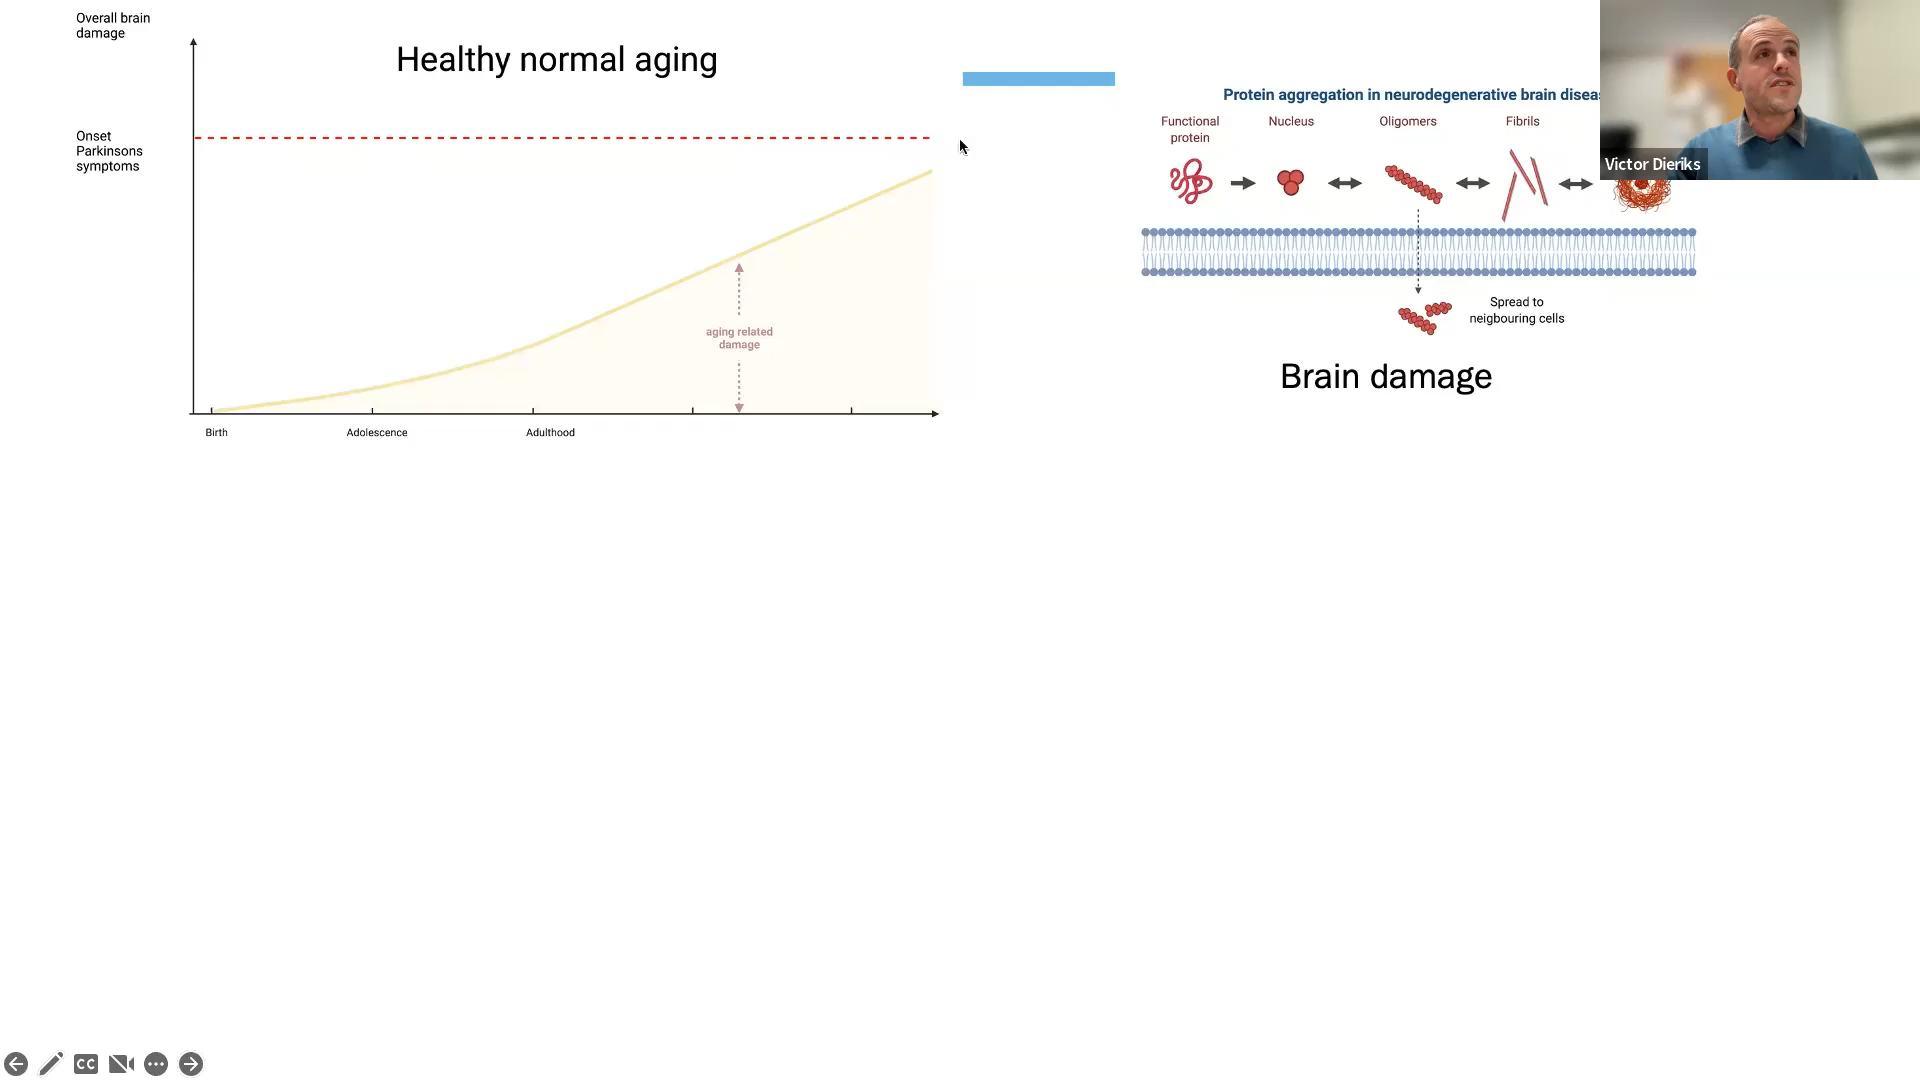 Overall brain
damage
Healthy normal aging
Onset
Parkinsons
symptoms
aging related
damage
Birth
Adolescence
Adulthood
Protein aggregation in neurodegenerative brain
Functional
protein
Nucleus
Oligomers
Fibrils
Spread to
neigbouring cells
Brain damage
Victor Dieriks
CC